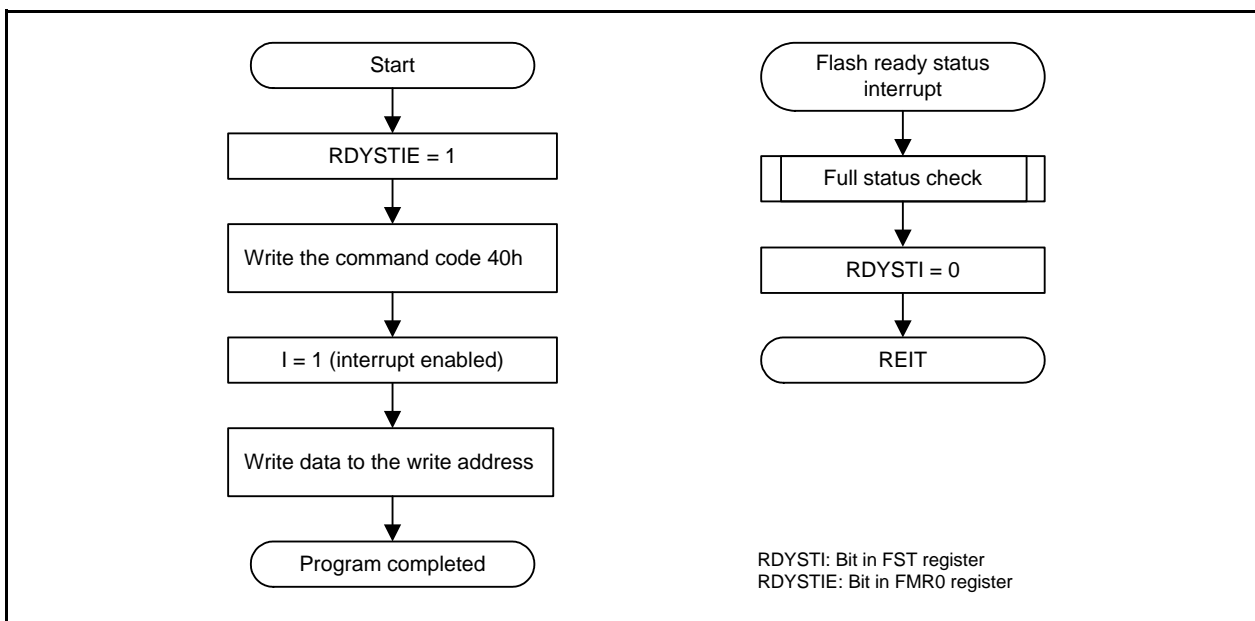 Start
RDYSTIE = 1
Write the command code 40h
I = 1 (interrupt enabled)
Write data to the write address
Program completed
Flash ready status
interrupt
Full status check
RDYSTI = 0
REIT
RDYSTI: Bit in FST register
RDYSTIE: Bit in FMR0 register